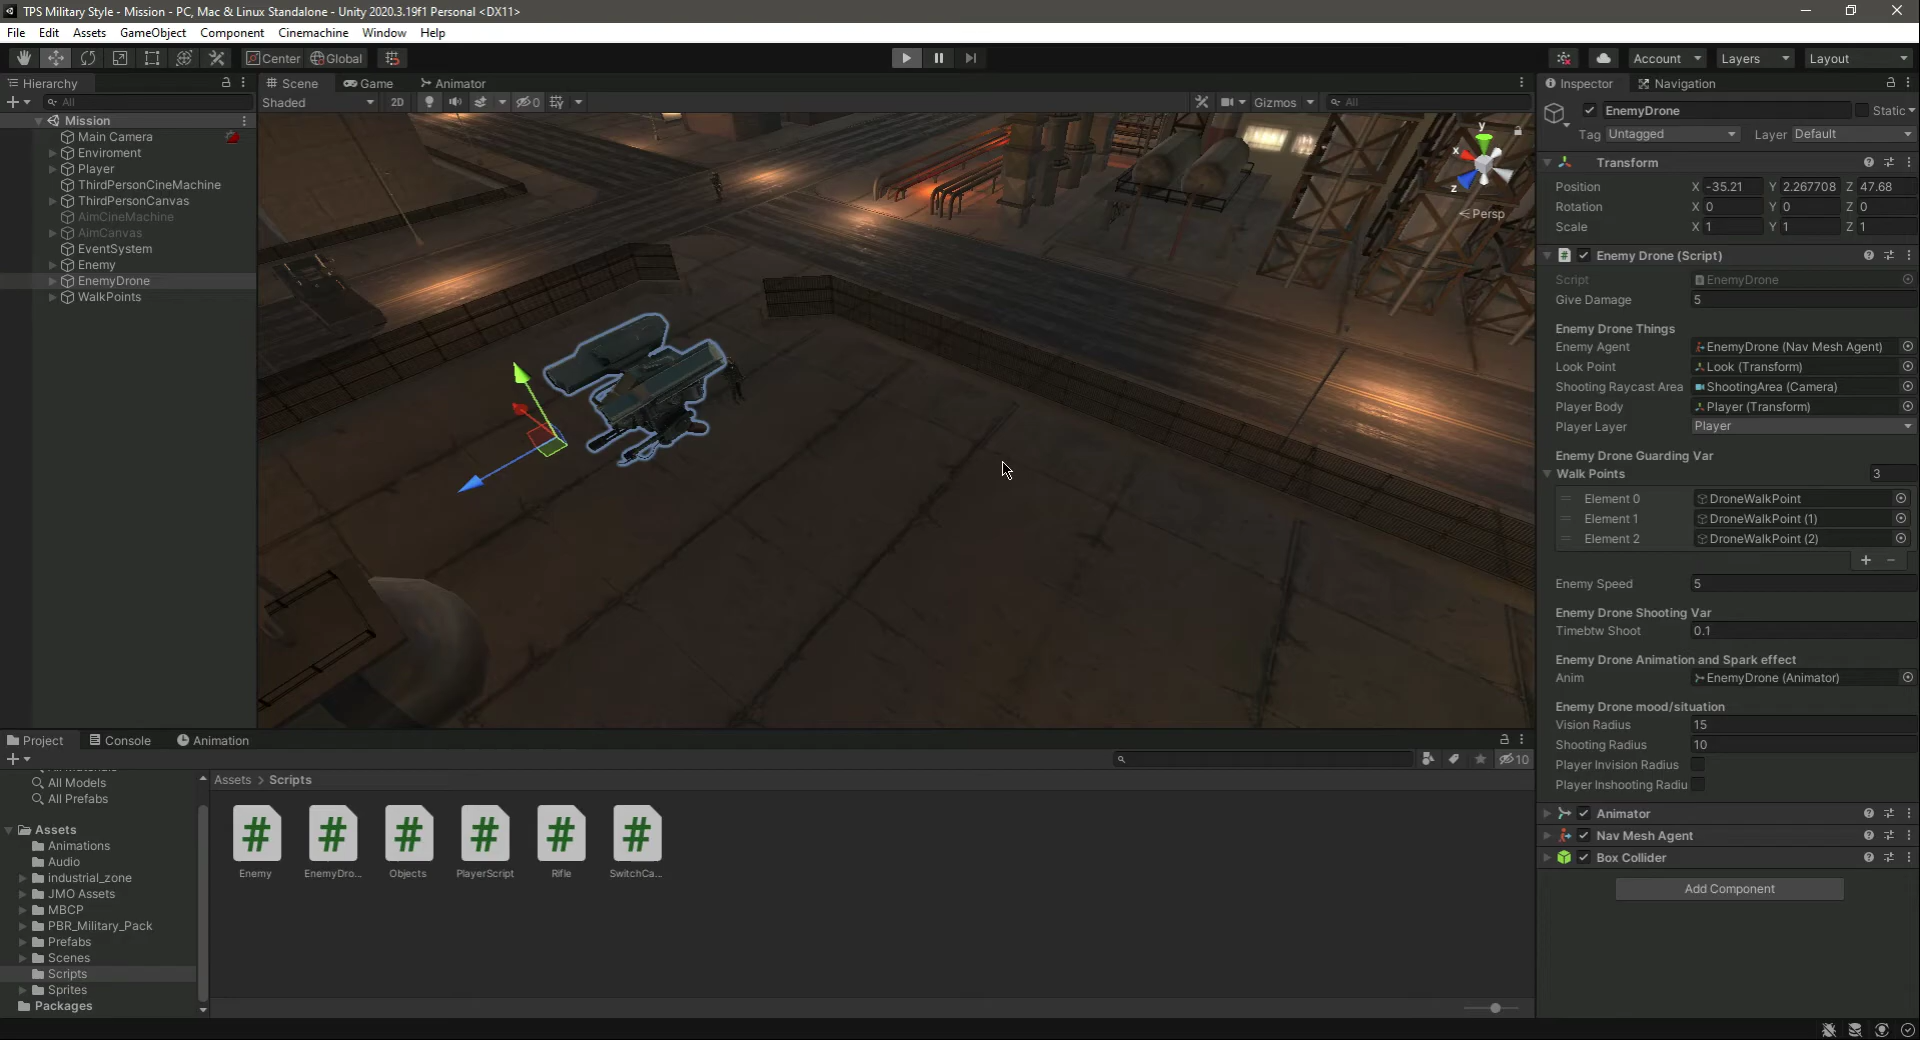 TPS Military Style - Mission - PC, Mac & Linux Standalone - Unity 2020.3.19f1 Personal <DX11>
File Edit Assets GameObject Component Cinemachine Window Help
Center Global Account Layers Layout
Hierarchy
All
Mission
Main Camera
Enviroment
Player
ThirdPersonCineMachine
ThirdPersonCanvas
AimCineMachine
AimCanvas
EventSystem
Enemy
EnemyDrone
WalkPoints
Scene Game Animator
Shaded 2D 0 Gizmos All
y
x
z
Persp
Inspector Navigation
EnemyDrone Static
Tag Untagged Layer Default
Transform
Position X -35.21 Y 2.267708 Z 47.68
Rotation X 0 Y 0 Z 0
Scale X 1 Y 1 Z 1
Enemy Drone (Script)
Script EnemyDrone
Give Damage 5
Enemy Drone Things
Enemy Agent EnemyDrone (Nav Mesh Agent)
Look Point Look (Transform)
Shooting Raycast Area ShootingArea (Camera)
Player Body Player (Transform)
Player Layer Player
Enemy Drone Guarding Var
Walk Points 3
Element 0 DroneWalkPoint
Element 1 DroneWalkPoint (1)
Element 2 DroneWalkPoint (2)
Enemy Speed 5
Enemy Drone Shooting Var
Timebtw Shoot 0.1
Enemy Drone Animation and Spark effect
Anim EnemyDrone (Animator)
Enemy Drone mood/situation
Vision Radius 15
Shooting Radius 10
Player Invision Radius
Player Inshooting Radiu
Animator
Nav Mesh Agent
Box Collider
Add Component
Project Console Animation
10
All Models
All Prefabs
Assets
Animations
Audio
industrial_zone
JMO Assets
MBCP
PBR_Military_Pack
Prefabs
Scenes
Scripts
Sprites
Packages
Assets > Scripts
# # # # # #
Enemy EnemyDro... Objects PlayerScript Rifle SwitchCa...